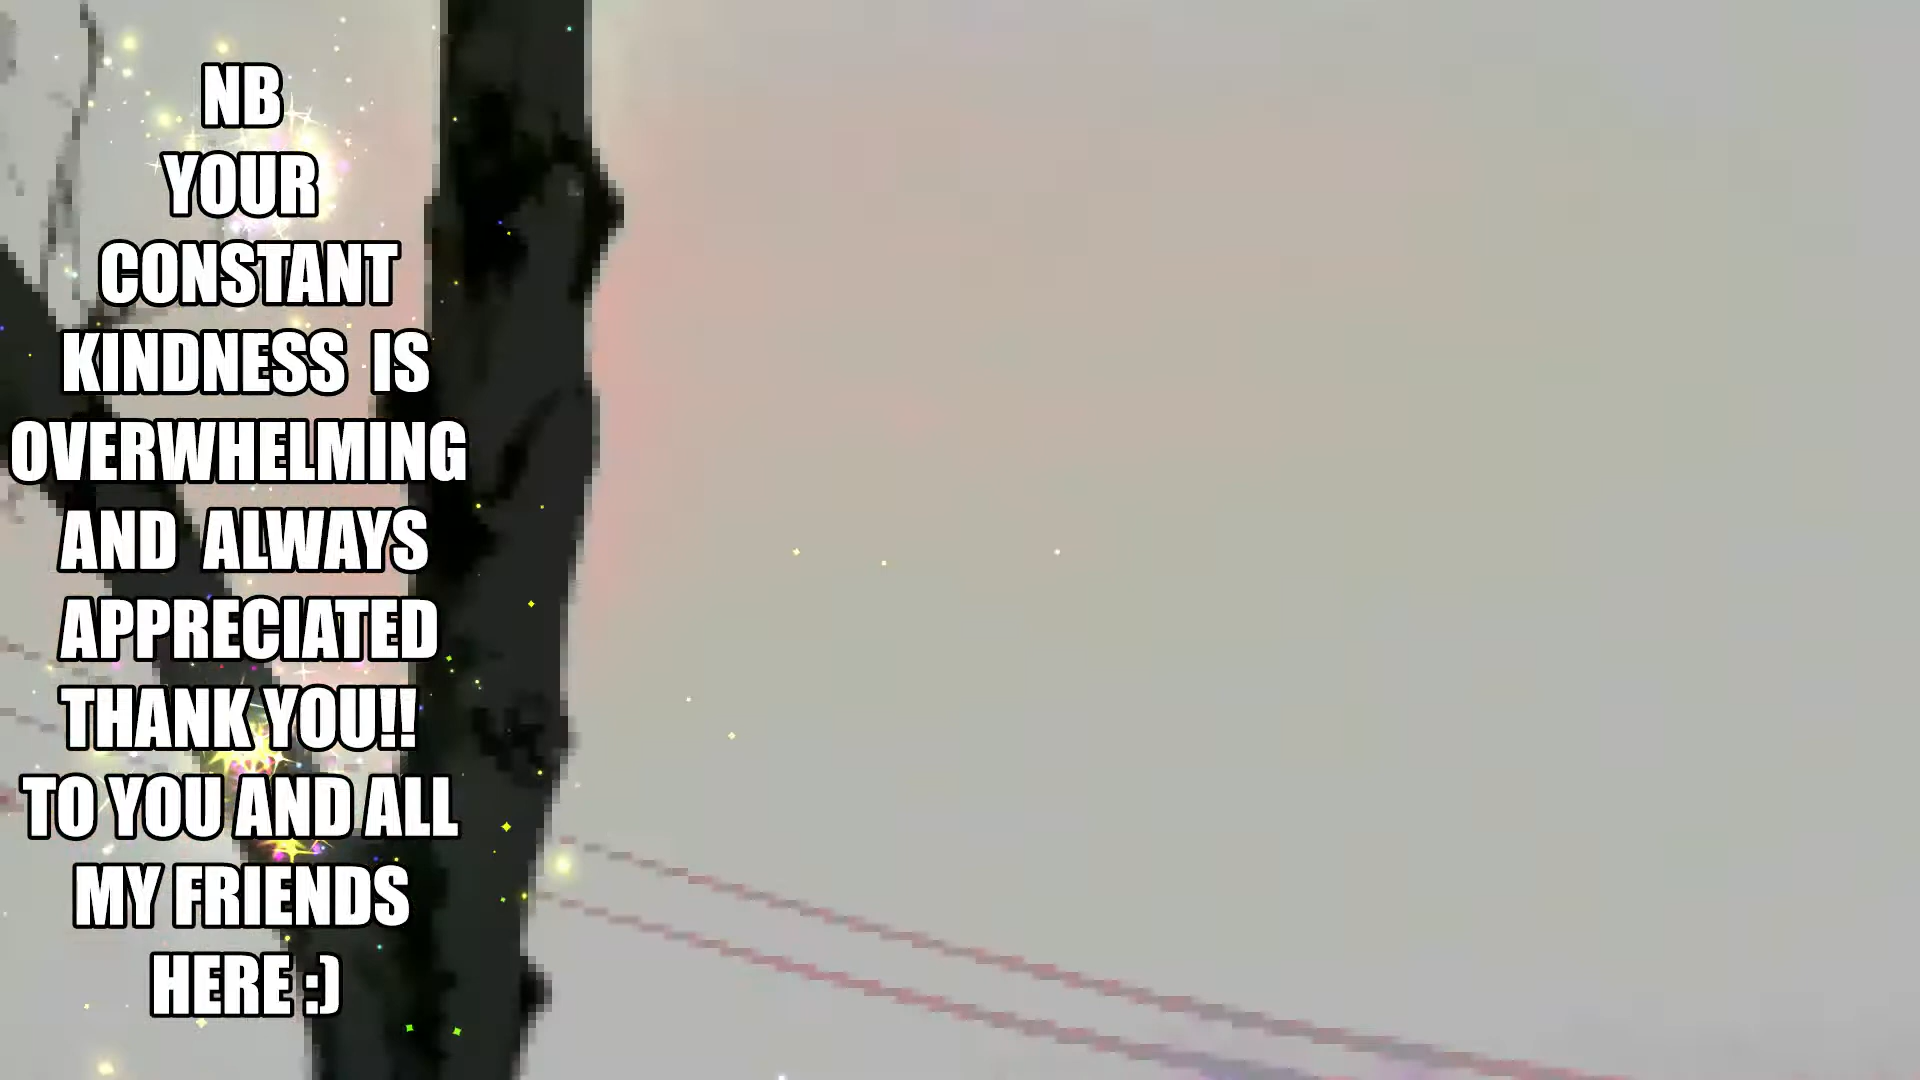 NB
YOUR
CONSTANT
KINDNESS IS
OVERWHELMING
AND ALWAYS
APPRECIATED
THANK YOU!!
TO YOU AND ALL
MY FRIENDS
HERE :)